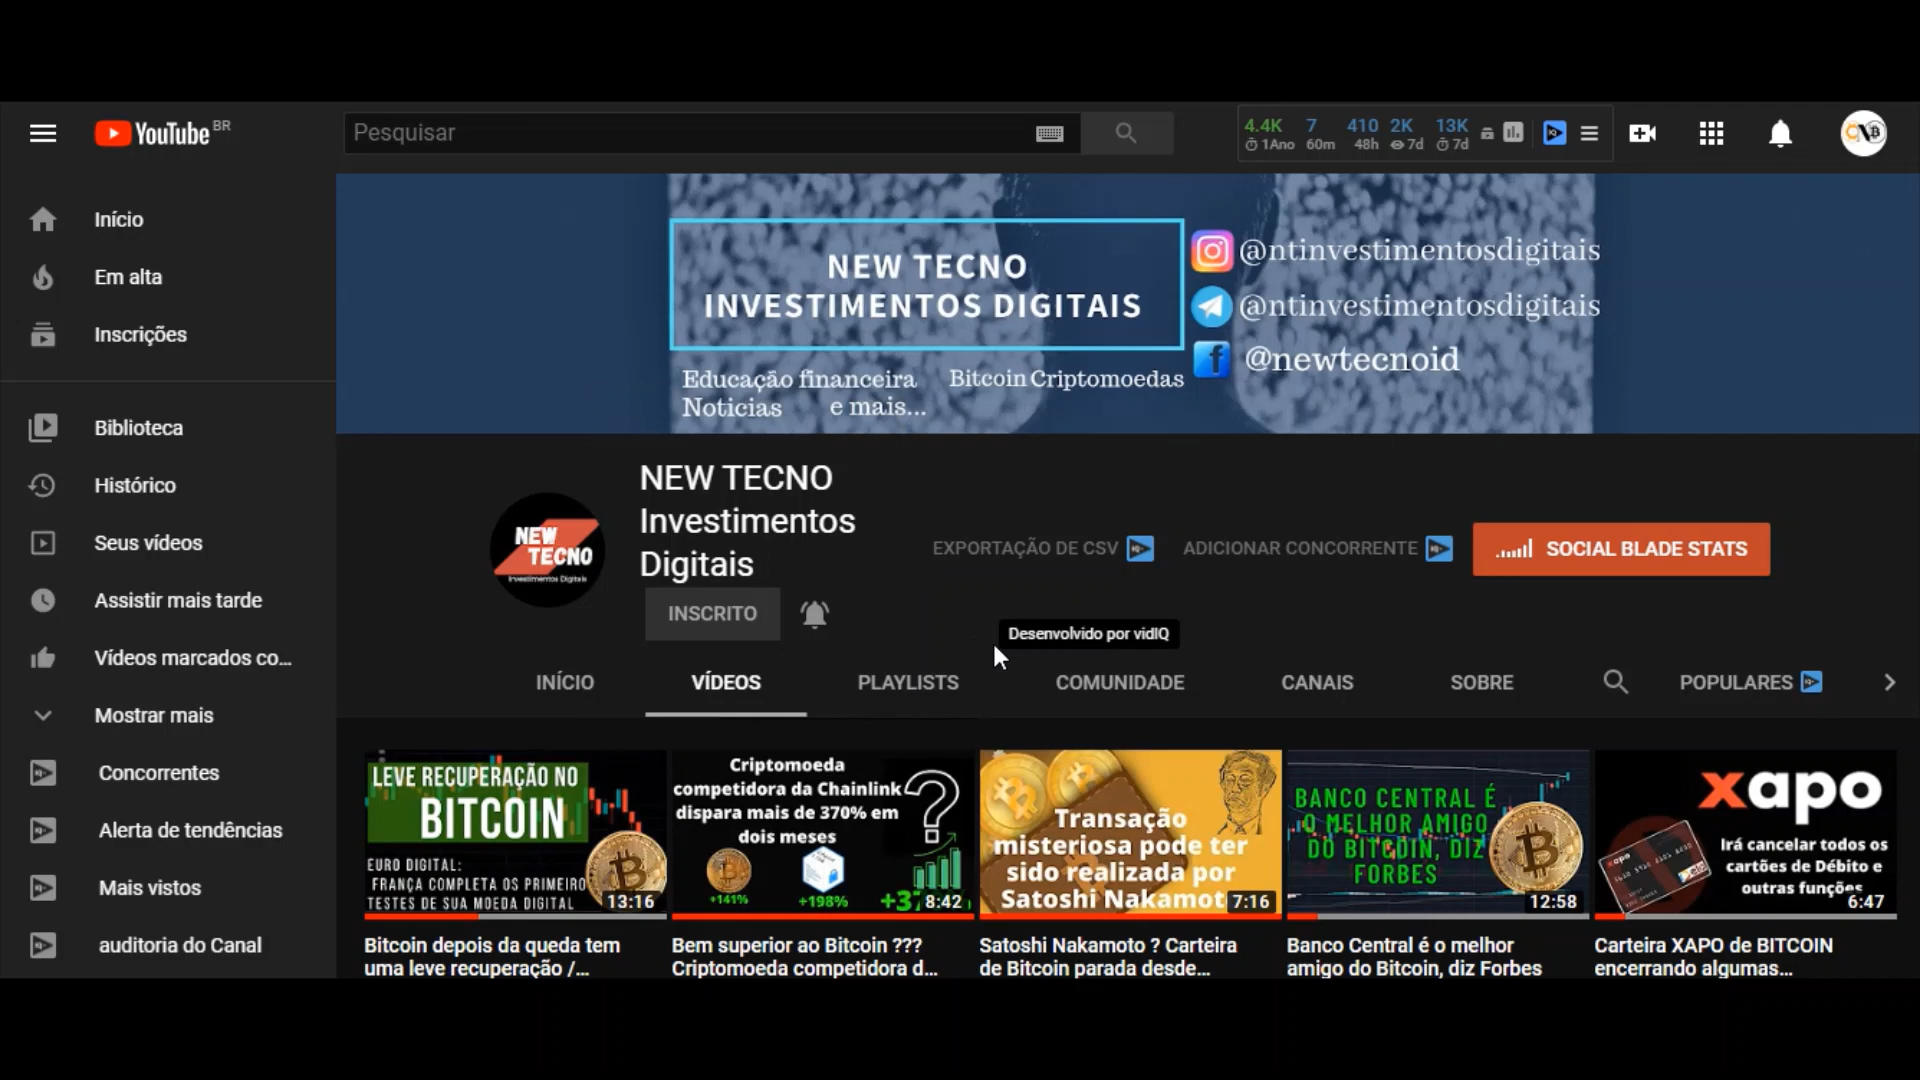 YouTube BR
Pesquisar
4.4K 7 410 2K 13K
1Ano 60m 48h 7d 7d
Início
Em alta
Inscrições
Biblioteca
Histórico
Seus vídeos
Assistir mais tarde
Vídeos marcados co...
Mostrar mais
Concorrentes
Alerta de tendências
Mais vistos
auditoria do Canal
NEW TECNO
INVESTIMENTOS DIGITAIS
Educação financeira Bitcoin Criptomoedas
Noticias e mais...
@ntinvestimentosdigitais
@ntinvestimentosdigitais
@newtecnoid
NEW
TECNO
Investimentos Digitais
NEW TECNO
Investimentos
Digitais
EXPORTAÇÃO DE CSV
ADICIONAR CONCORRENTE
SOCIAL BLADE STATS
INSCRITO
Desenvolvido por vidIQ
INÍCIO VÍDEOS PLAYLISTS COMUNIDADE CANAIS SOBRE POPULARES
LEVE RECUPERAÇÃO NO
BITCOIN
EURO DIGITAL:
FRANÇA COMPLETA OS PRIMEIRO
TESTES DE SUA MOEDA DIGITAL
13:16
Bitcoin depois da queda tem
uma leve recuperação /...
Criptomoeda
competidora da Chainlink
dispara mais de 370% em
dois meses
?
+141% +198% +37
8:42
Bem superior ao Bitcoin ???
Criptomoeda competidora d...
Transação
misteriosa pode ter
sido realizada por
Satoshi Nakamot
7:16
Satoshi Nakamoto ? Carteira
de Bitcoin parada desde...
BANCO CENTRAL É
O MELHOR AMIGO
DO BITCOIN, DIZ
FORBES
12:58
Banco Central é o melhor
amigo do Bitcoin, diz Forbes
xapo
Irá cancelar todos os
cartões de Débito e
outras funções
6:47
Carteira XAPO de BITCOIN
encerrando algumas...